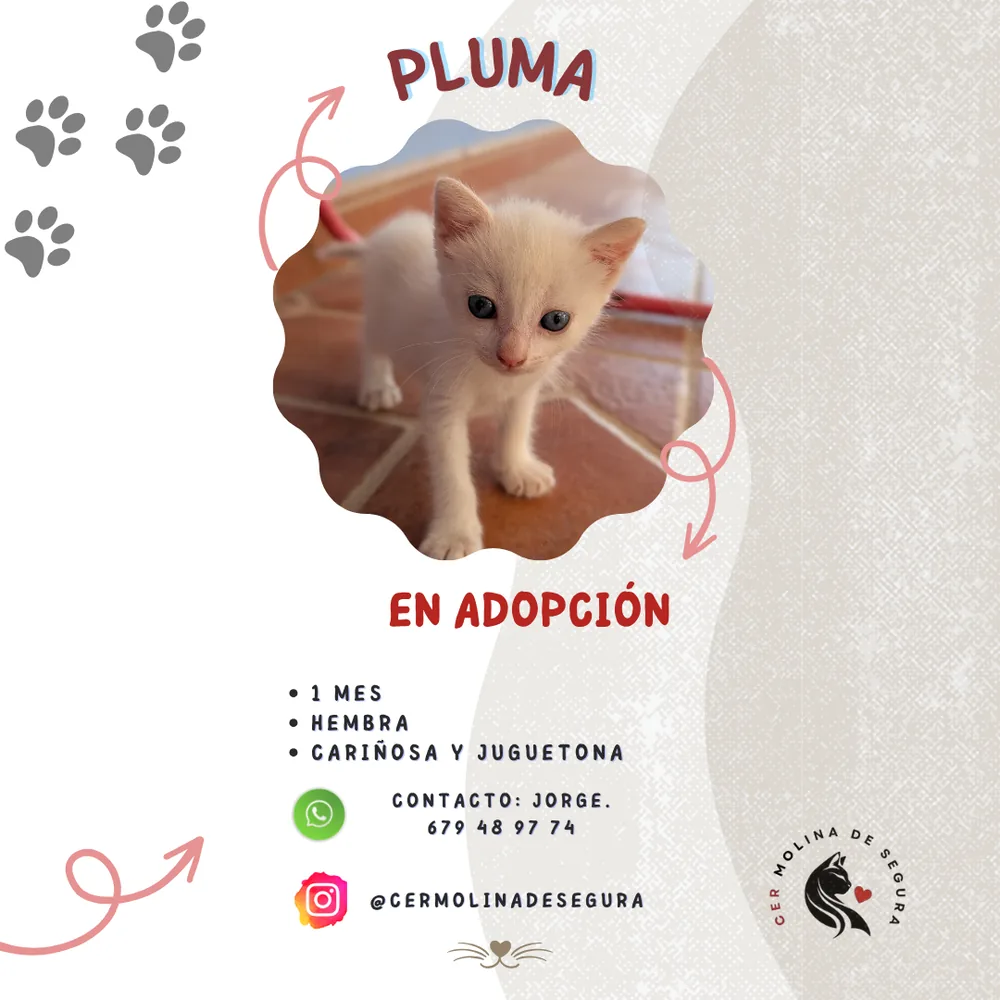 PLUMA
EN ADOPCIÓN
• 1 MES
• HEMBRA
• CARIÑOSA Y JUGUETONA
CONTACTO: JORGE.
679 48 97 74
@CERMOLINADESEGURA
CER MOLINA DE SEGURA